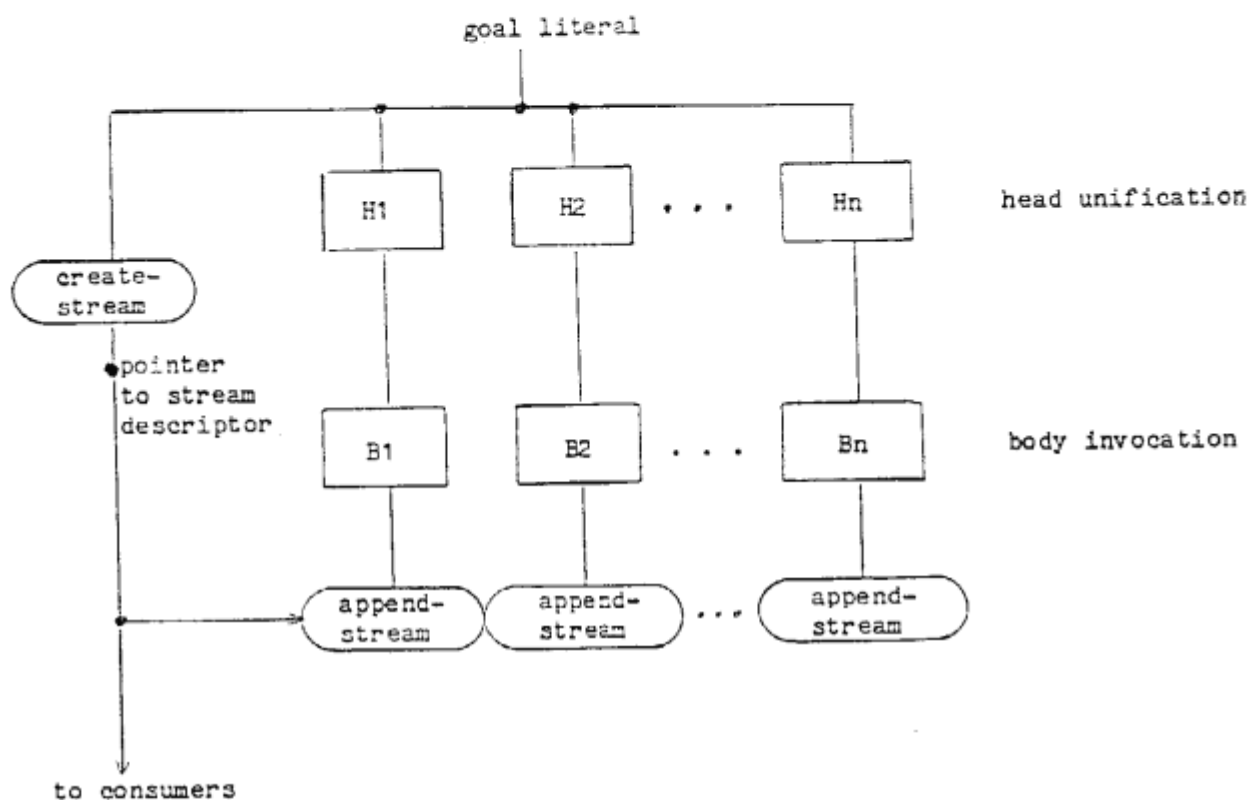 goal literal
H1
H2
. . .
Hn
head unification
create-
stream
pointer
to stream
descriptor
B1
B2
. . .
Bn
body invocation
append-
stream
append-
stream
...
append-
stream
to consumers